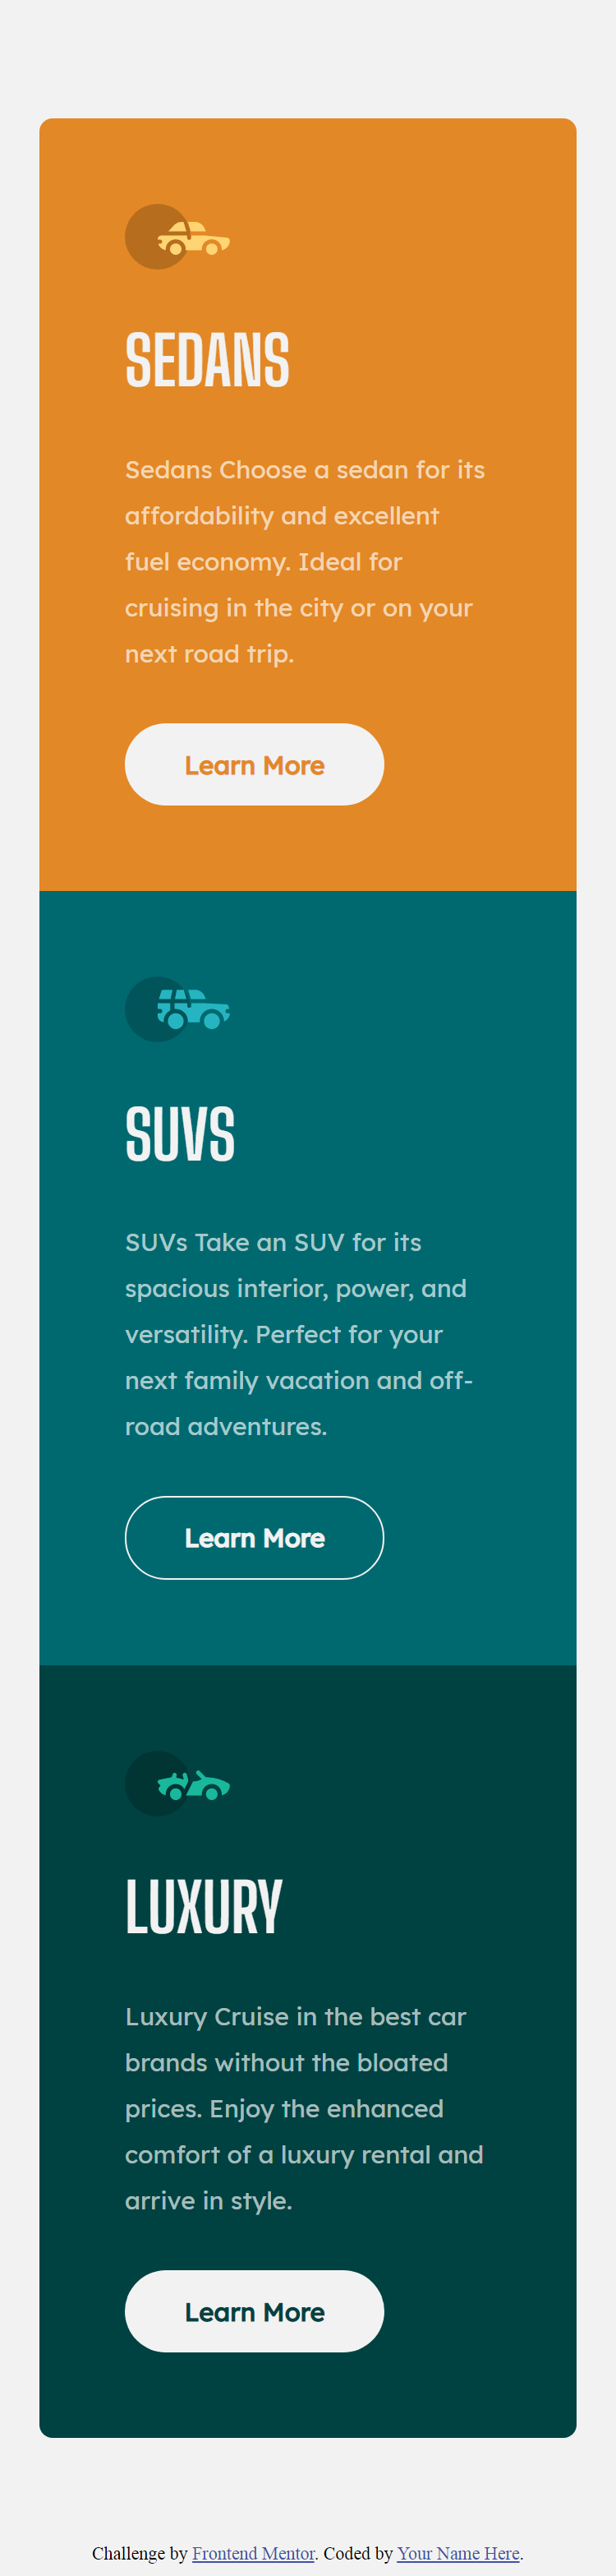 SEDANS
Sedans Choose a sedan for its
affordability and excellent
fuel economy. Ideal for
cruising in the city or on your
next road trip.
Learn More
SUVS
SUVs Take an SUV for its
spacious interior, power, and
versatility. Perfect for your
next family vacation and off-
road adventures.
Learn More
LUXURY
Luxury Cruise in the best car
brands without the bloated
prices. Enjoy the enhanced
comfort of a luxury rental and
arrive in style.
Learn More
Challenge by Frontend Mentor. Coded by Your Name Here.